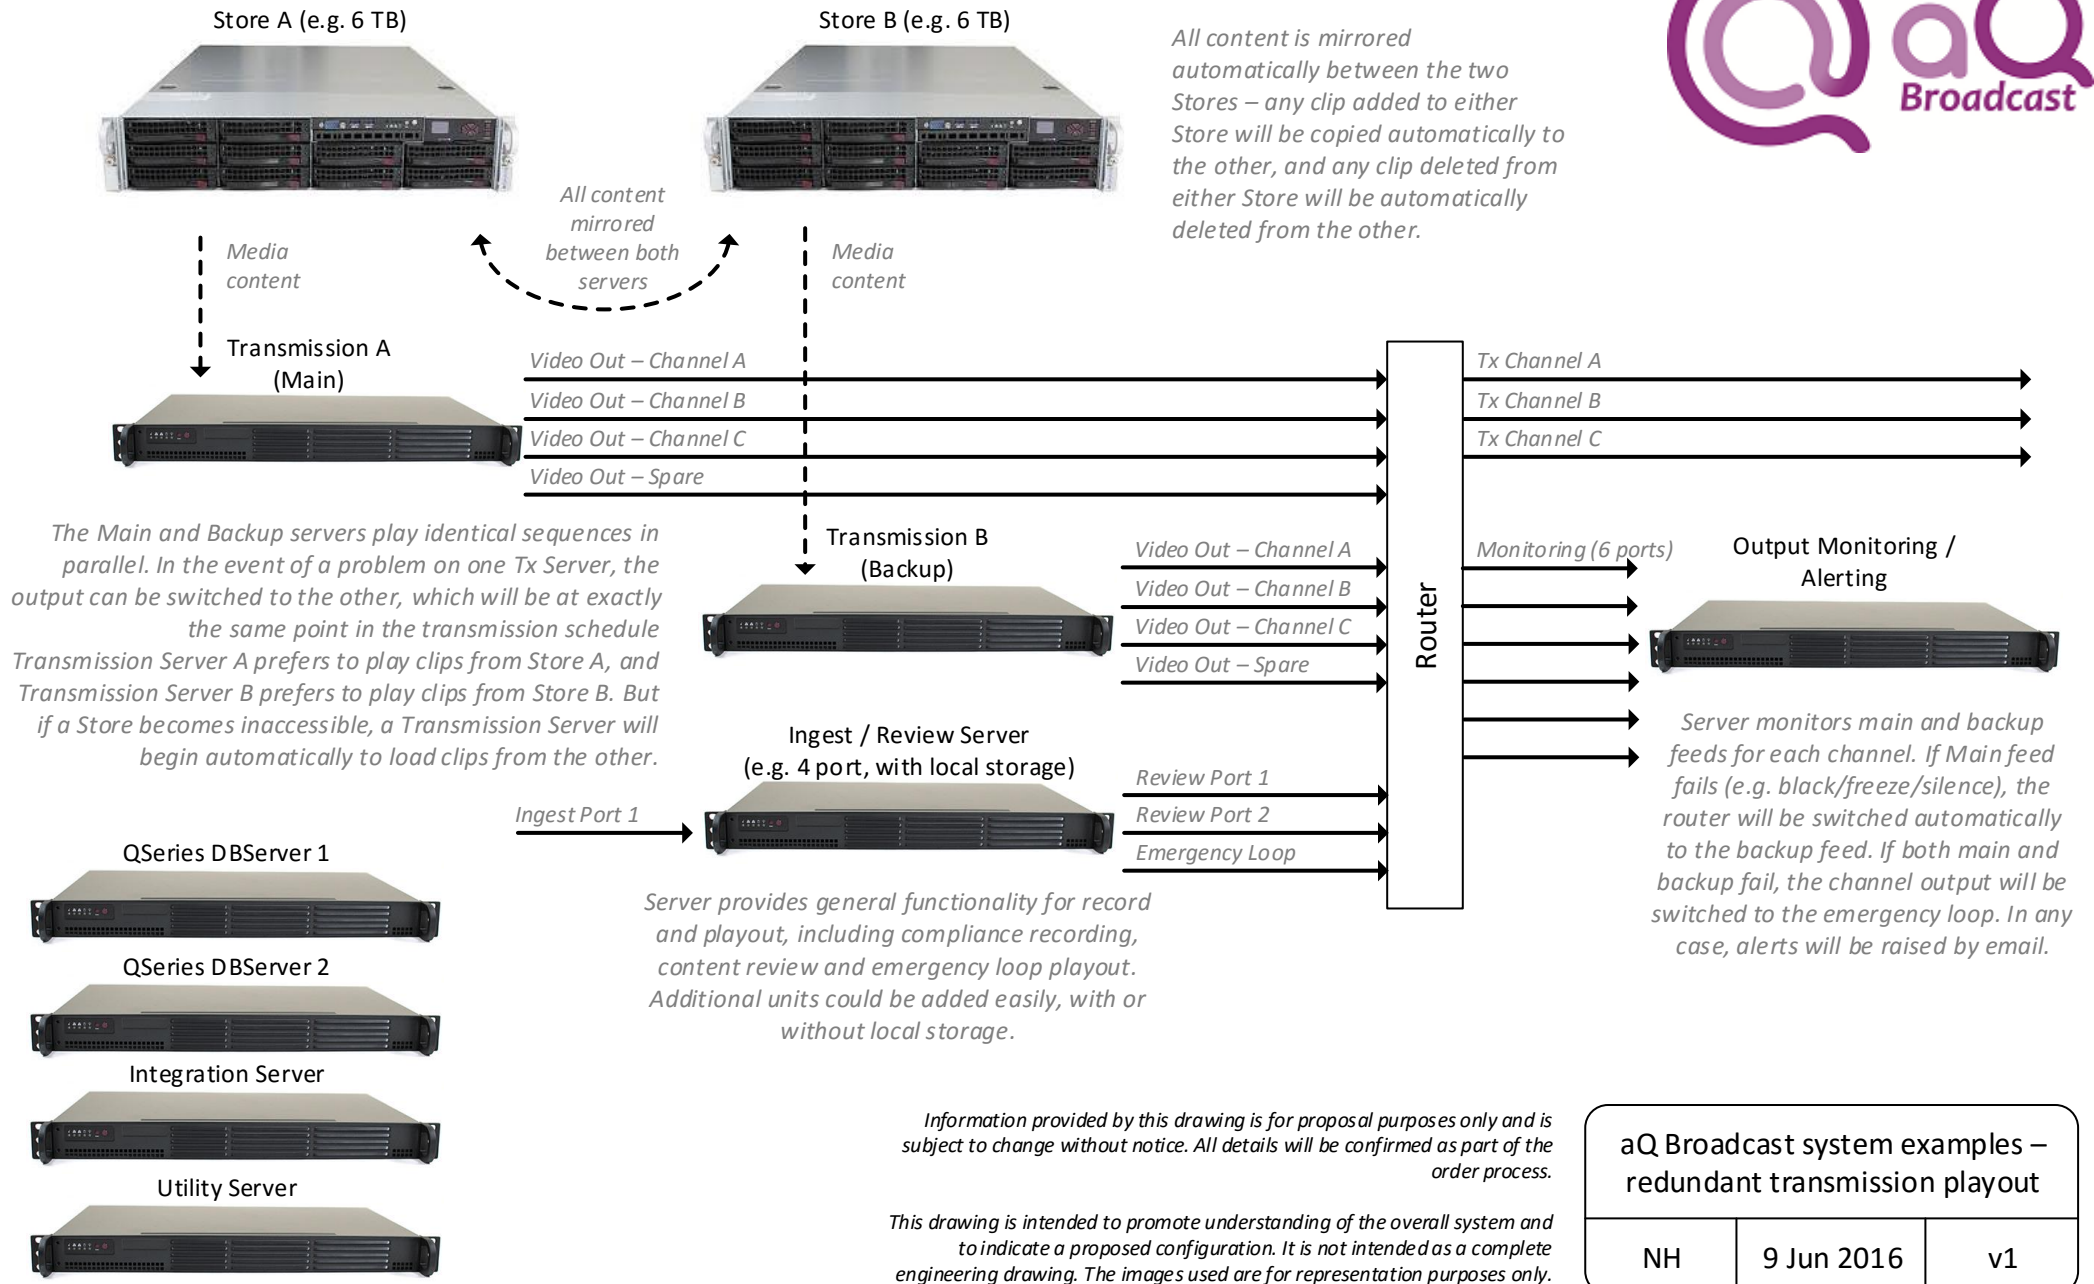 Store A (e.g. 6 TB)
Store B (e.g. 6 TB)
All content is mirrored
automatically between the two
Stores – any clip added to either
Store will be copied automatically to
the other, and any clip deleted from
either Store will be automatically
deleted from the other.
aQ
Broadcast
All content
mirrored
between both
servers
Media
content
Media
content
Transmission A
(Main)
Video Out – Channel A
Video Out – Channel B
Video Out – Channel C
Video Out – Spare
Tx Channel A
Tx Channel B
Tx Channel C
The Main and Backup servers play identical sequences in
parallel. In the event of a problem on one Tx Server, the
output can be switched to the other, which will be at exactly
the same point in the transmission schedule
Transmission Server A prefers to play clips from Store A, and
Transmission Server B prefers to play clips from Store B. But
if a Store becomes inaccessible, a Transmission Server will
begin automatically to load clips from the other.
Transmission B
(Backup)
Video Out – Channel A
Video Out – Channel B
Video Out – Channel C
Video Out – Spare
Router
Monitoring (6 ports)
Output Monitoring /
Alerting
Server monitors main and backup
feeds for each channel. If Main feed
fails (e.g. black/freeze/silence), the
router will be switched automatically
to the backup feed. If both main and
backup fail, the channel output will be
switched to the emergency loop. In any
case, alerts will be raised by email.
Ingest / Review Server
(e.g. 4 port, with local storage)
Ingest Port 1
Review Port 1
Review Port 2
Emergency Loop
Server provides general functionality for record
and playout, including compliance recording,
content review and emergency loop playout.
Additional units could be added easily, with or
without local storage.
QSeries DBServer 1
QSeries DBServer 2
Integration Server
Utility Server
Information provided by this drawing is for proposal purposes only and is
subject to change without notice. All details will be confirmed as part of the
order process.
This drawing is intended to promote understanding of the overall system and
to indicate a proposed configuration. It is not intended as a complete
engineering drawing. The images used are for representation purposes only.
aQ Broadcast system examples –
redundant transmission playout
NH
9 Jun 2016
v1